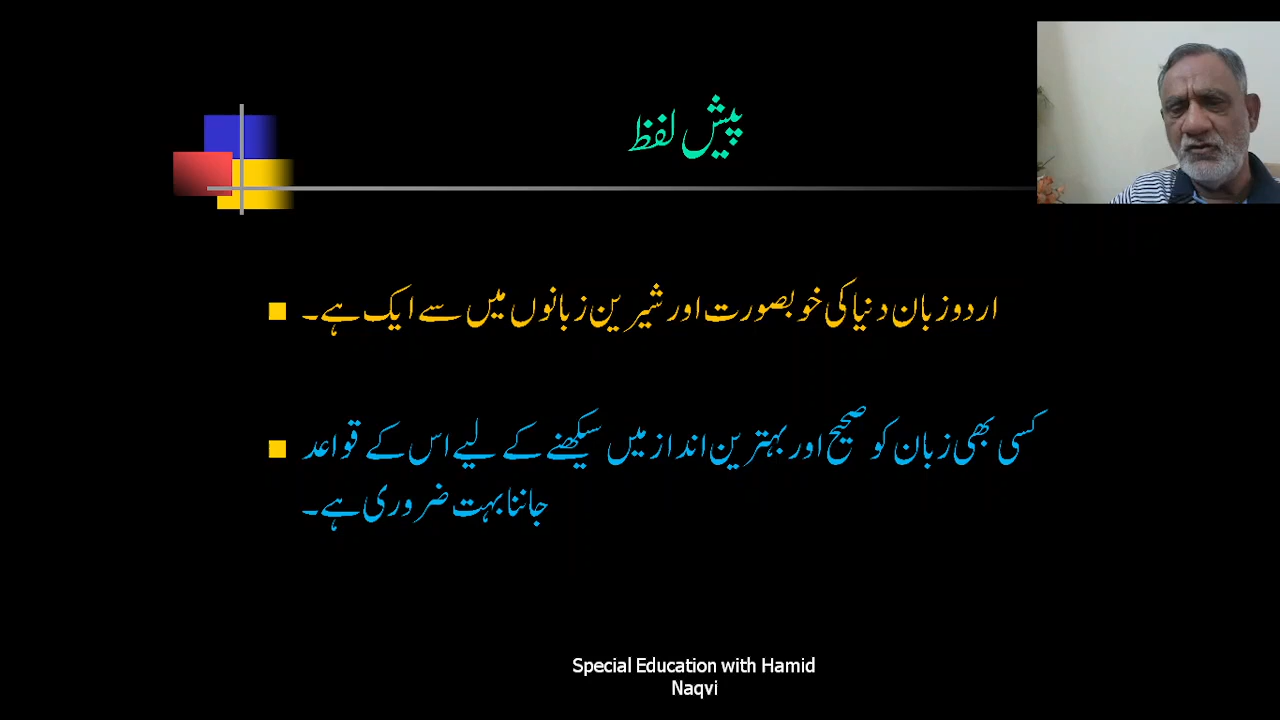 پیش لفظ
اردو زبان دنیا کی خوبصورت اور شیرین زبانوں میں سے ایک ہے۔
کسی بھی زبان کو صحیح اور بہترین انداز میں سیکھنے کے لیے اس کے قواعد
جاننا بہت ضروری ہے۔
Special Education with Hamid
Naqvi